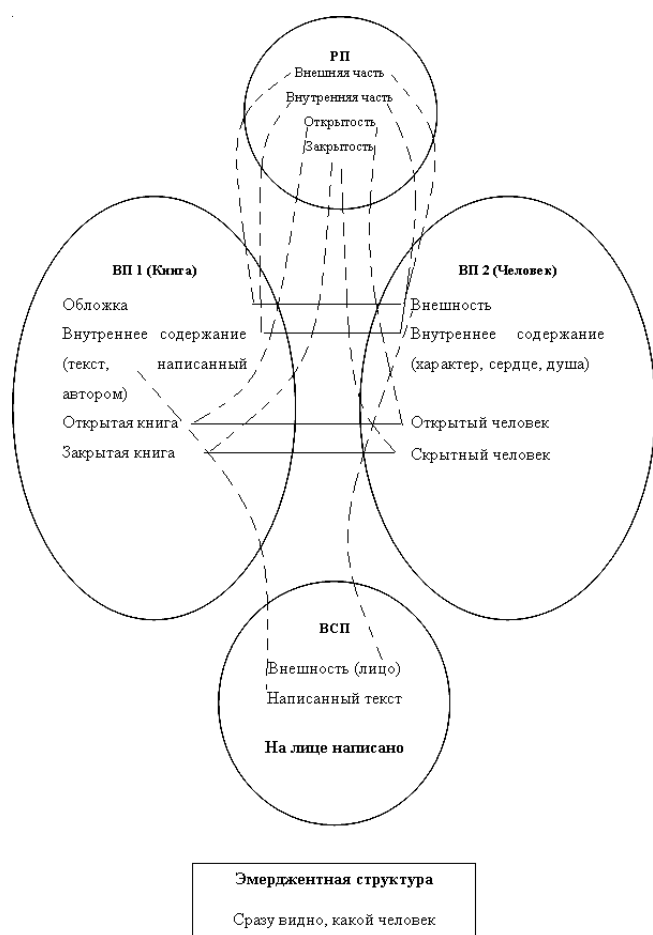 РП
Внешняя часть
Внутренняя часть
Открытость
Закрытость
ВП 1 (Книга)
Обложка
Внутреннее содержание
(текст, написанный
автором)
Открытая книга
Закрытая книга
ВП 2 (Человек)
Внешность
Внутреннее содержание
(характер, сердце, душа)
Открытый человек
Скрытный человек
ВСП
Внешность (лицо)
Написанный текст
На лице написано
Эмерджентная структура
Сразу видно, какой человек